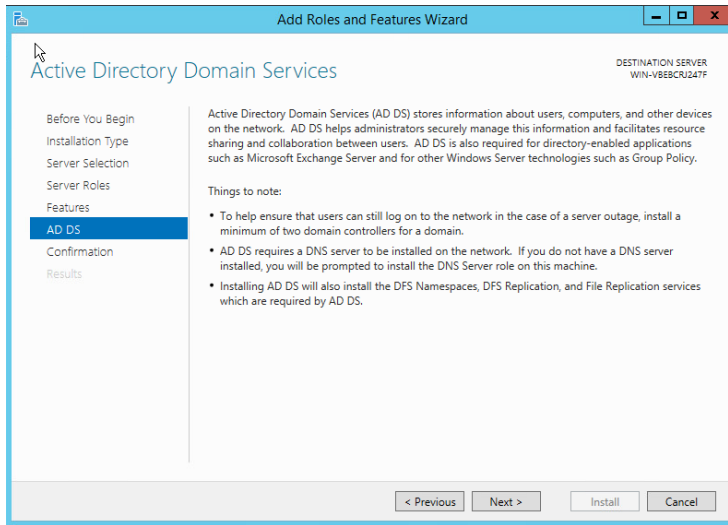 Add Roles and Features Wizard
Active Directory Domain Services
DESTINATION SERVER
WIN-VBEBCRJ247F
Before You Begin
Installation Type
Server Selection
Server Roles
Features
AD DS
Confirmation
Results
Active Directory Domain Services (AD DS) stores information about users, computers, and other devices
on the network. AD DS helps administrators securely manage this information and facilitates resource
sharing and collaboration between users. AD DS is also required for directory-enabled applications
such as Microsoft Exchange Server and for other Windows Server technologies such as Group Policy.
Things to note:
• To help ensure that users can still log on to the network in the case of a server outage, install a
minimum of two domain controllers for a domain.
• AD DS requires a DNS server to be installed on the network. If you do not have a DNS server
installed, you will be prompted to install the DNS Server role on this machine.
• Installing AD DS will also install the DFS Namespaces, DFS Replication, and File Replication services
which are required by AD DS.
< Previous Next > Install Cancel